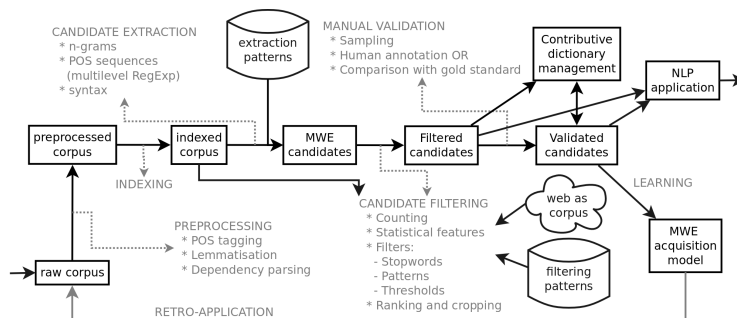 CANDIDATE EXTRACTION
* n-grams
* POS sequences
(multilevel RegExp)
* syntax
extraction
patterns
MANUAL VALIDATION
* Sampling
* Human annotation OR
* Comparison with gold standard
Contributive
dictionary
management
NLP
application
preprocessed
corpus
indexed
corpus
MWE
candidates
Filtered
candidates
Validated
candidates
INDEXING
LEARNING
PREPROCESSING
* POS tagging
* Lemmatisation
* Dependency parsing
CANDIDATE FILTERING
* Counting
* Statistical features
* Filters:
- Stopwords
- Patterns
- Thresholds
* Ranking and cropping
web as
corpus
filtering
patterns
MWE
acquisition
model
raw corpus
RETRO-APPLICATION